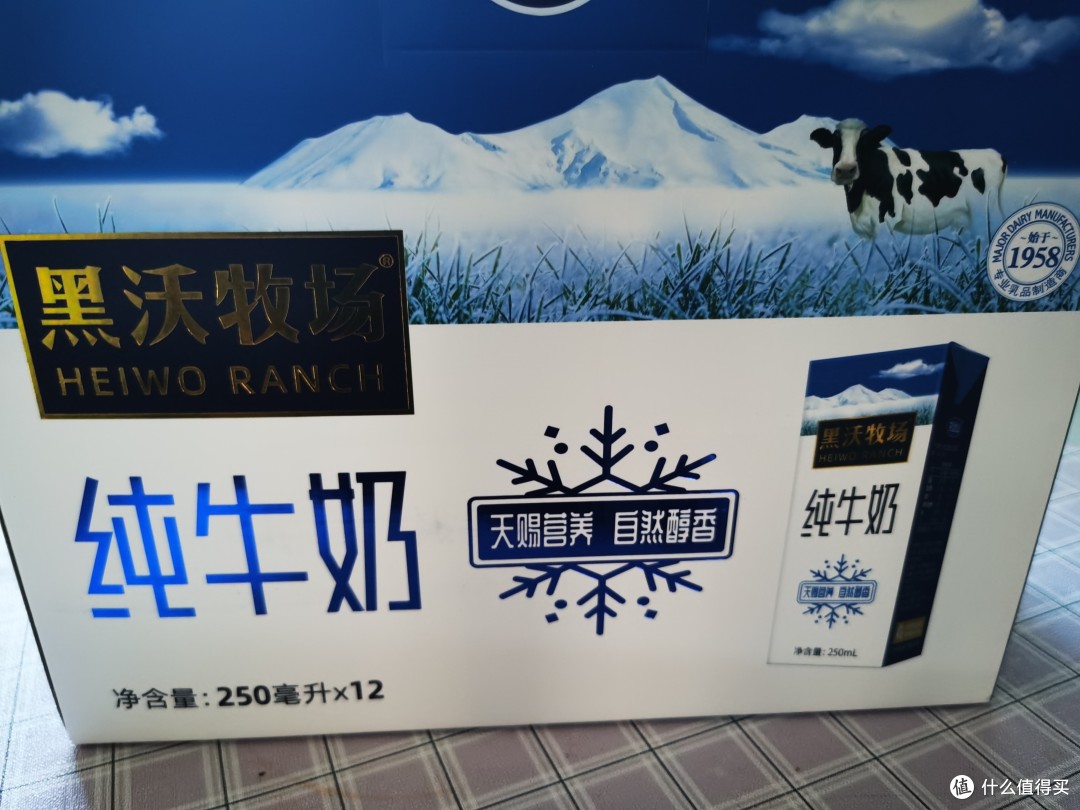 MAJOR DAIRY MANUFACTURERS
~始于~
1958
专业乳品制造商
黑沃牧场®
HEIWO RANCH
黑沃牧场
HEIWO RANCH
纯牛奶
天赐营养 自然醇香
纯牛奶
天赐营养 自然醇香
净含量：250mL
净含量：250毫升x12
值 什么值得买